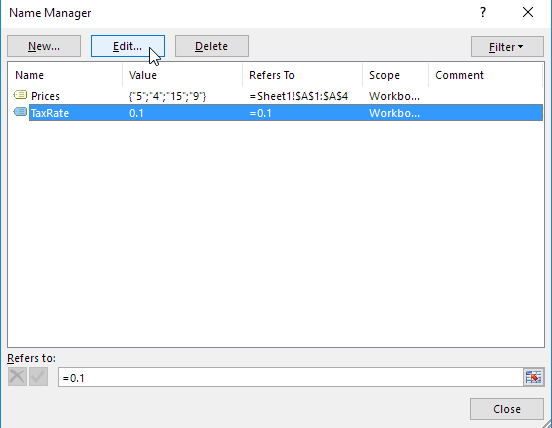 Name Manager ?
New... Edit... Delete Filter
Name Value Refers To Scope Comment
Prices {"5";"4";"15";"9"} =Sheet1!$A$1:$A$4 Workbo...
TaxRate 0.1 =0.1 Workbo...
Refers to:
=0.1
Close